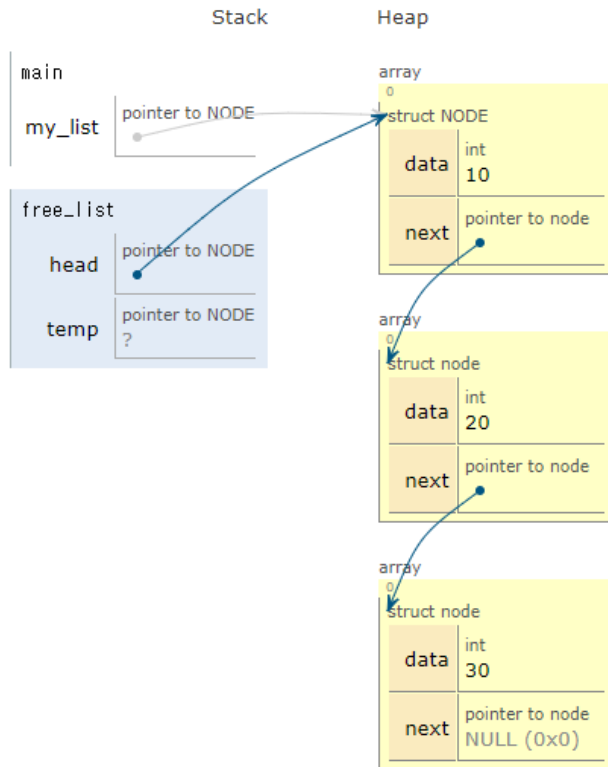 Stack
Heap
main
my_list
pointer to NODE
free_list
head
pointer to NODE
temp
pointer to NODE
?
array
0
struct NODE
data
int
10
next
pointer to node
array
0
struct node
data
int
20
next
pointer to node
array
0
struct node
data
int
30
next
pointer to node
NULL (0x0)